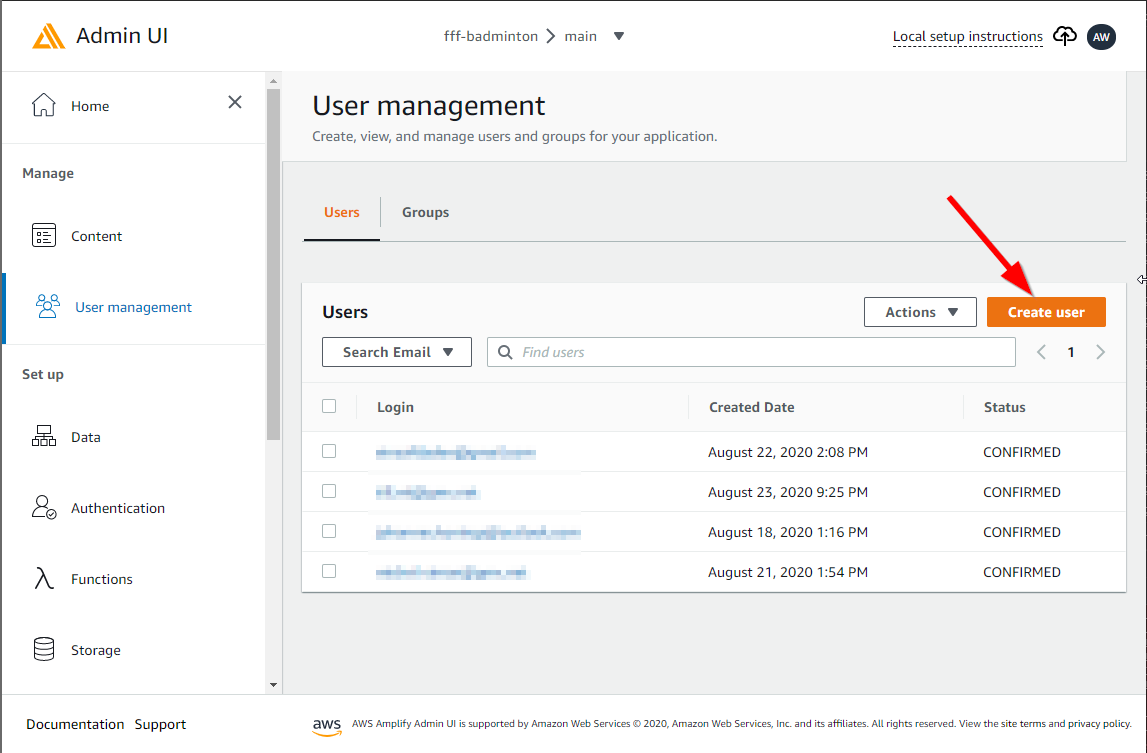 Admin UI
fff-badminton > main
Local setup instructions
AW
Home
Manage
Content
User management
Set up
Data
Authentication
Functions
Storage
User management
Create, view, and manage users and groups for your application.
Users
Groups
Users
Actions
Create user
Search Email
Find users
1
Login Created Date Status
August 22, 2020 2:08 PM CONFIRMED
August 23, 2020 9:25 PM CONFIRMED
August 18, 2020 1:16 PM CONFIRMED
August 21, 2020 1:54 PM CONFIRMED
Documentation Support
aws
AWS Amplify Admin UI is supported by Amazon Web Services © 2020, Amazon Web Services, Inc. and its affiliates. All rights reserved. View the site terms and privacy policy.